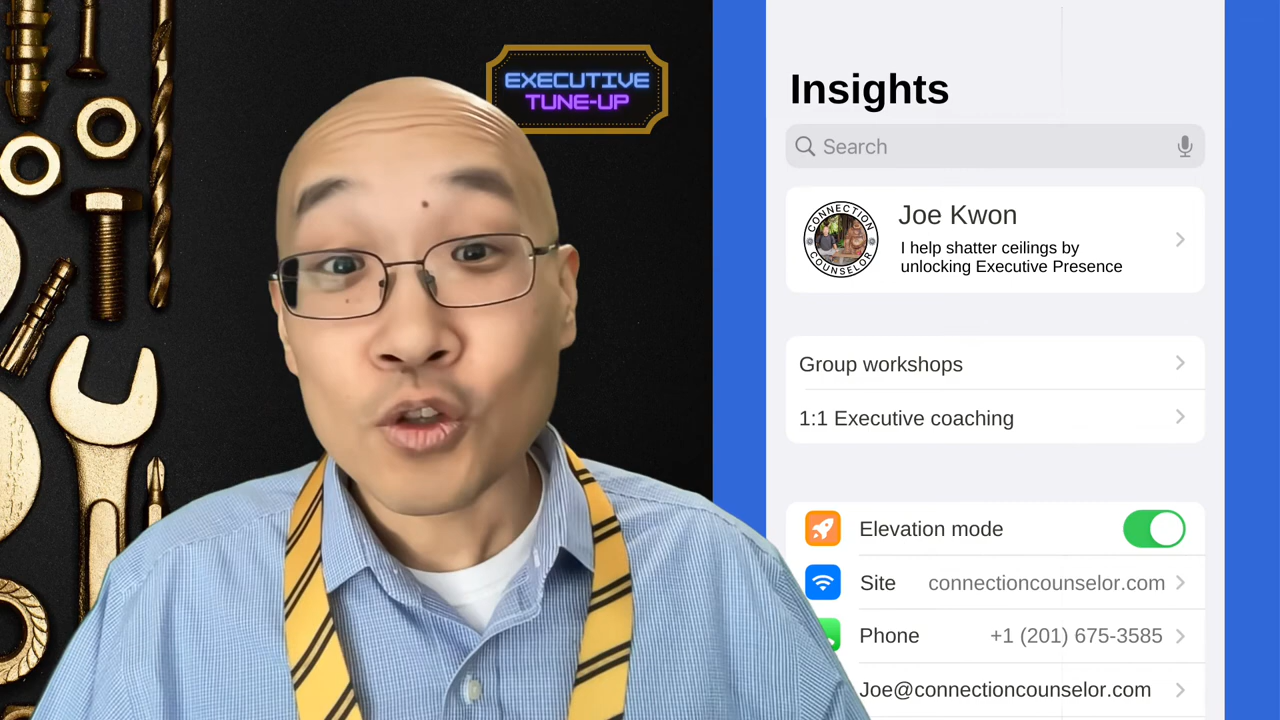 EXECUTIVE
TUNE-UP
Insights
Search
CONNECTION
COUNSELOR
Joe Kwon
I help shatter ceilings by
unlocking Executive Presence
Group workshops
1:1 Executive coaching
Elevation mode
Site connectioncounselor.com
Phone +1 (201) 675-3585
Joe@connectioncounselor.com